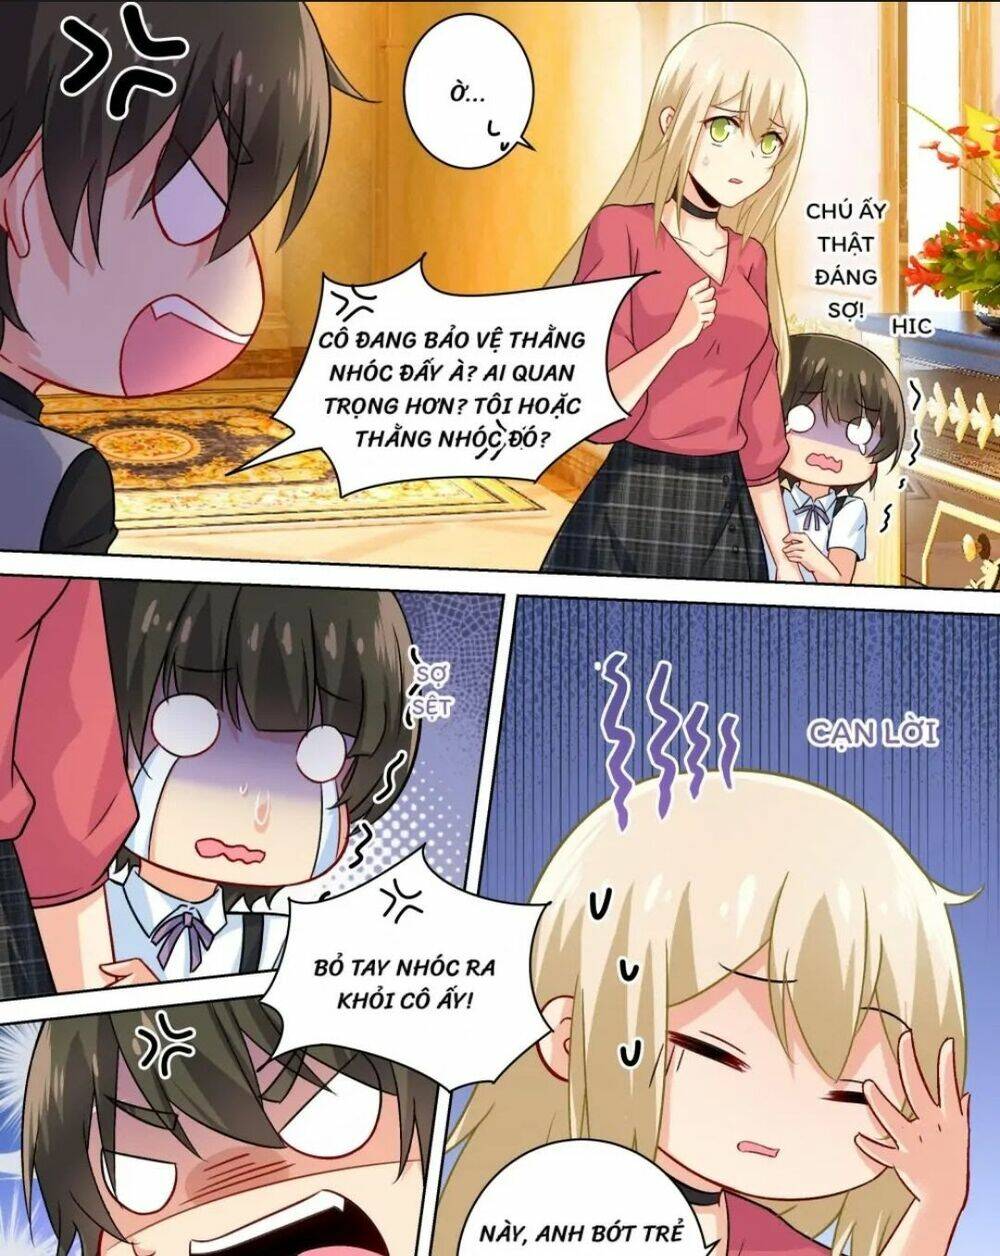 Ờ...
CHÚ ẤY
THẬT
ĐÁNG
SỢ!
HIC
CÔ ĐANG BẢO VỆ THẰNG
NHÓC ĐẤY À? AI QUAN
TRỌNG HƠN? TÔI HOẶC
THẰNG NHÓC ĐÓ?
SỢ
SỆT
CẠN LỜI
BỎ TAY NHÓC RA
KHỎI CÔ ẤY!
NÀY, ANH BỚT TRẺ